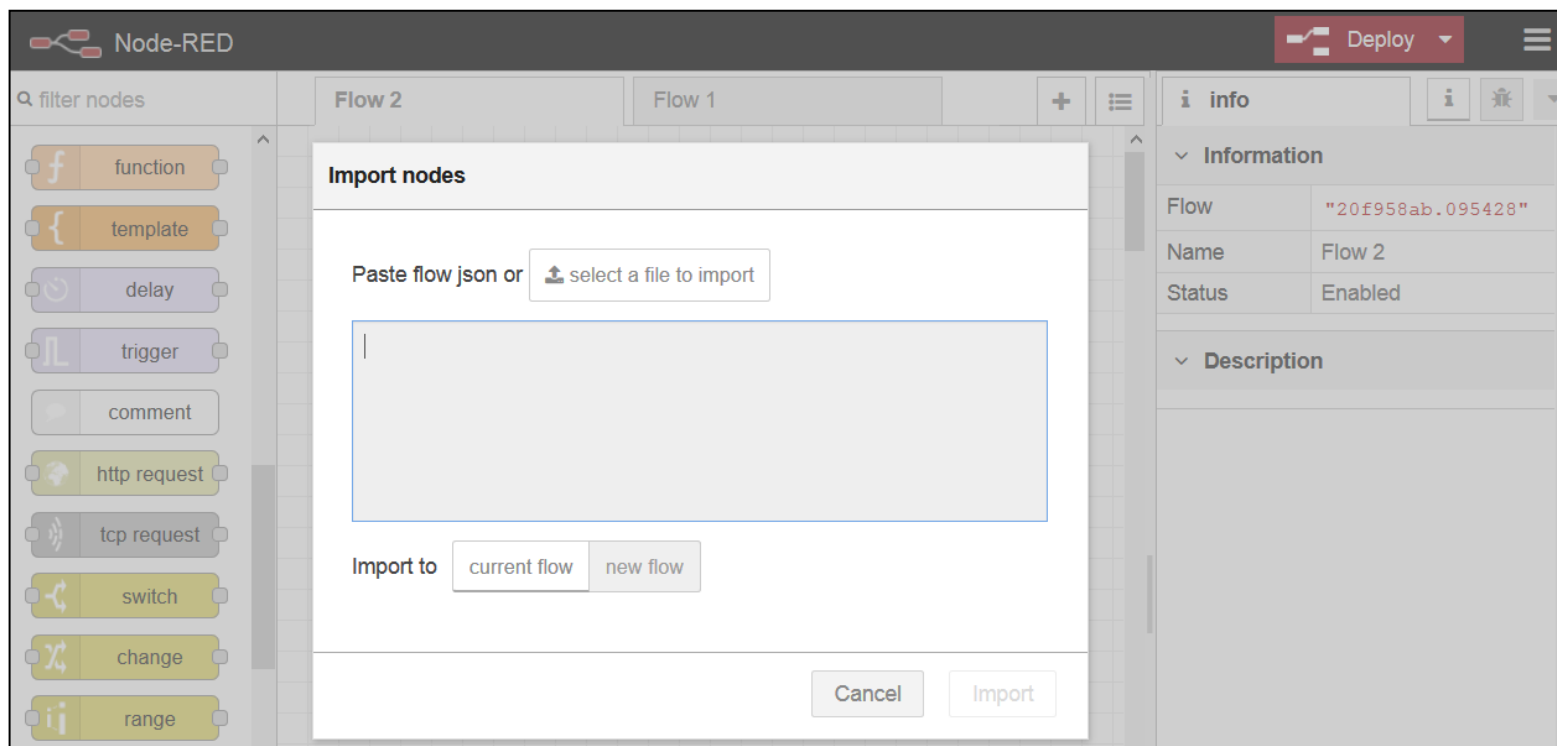 Node-RED
Deploy
filter nodes
Flow 2
Flow 1
info
function
template
delay
trigger
comment
http request
tcp request
switch
change
range
Import nodes
Paste flow json or select a file to import
Import to current flow new flow
Cancel Import
Information
Flow "20f958ab.095428"
Name Flow 2
Status Enabled
Description